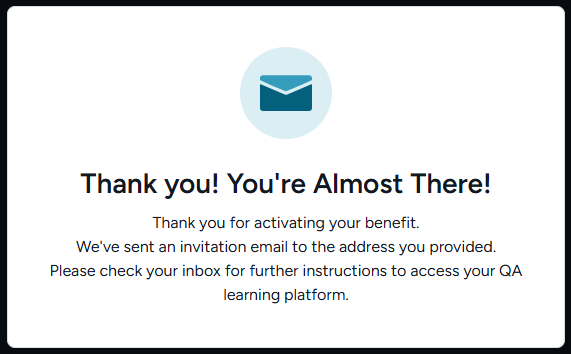 Thank you! You're Almost There!
Thank you for activating your benefit.
We've sent an invitation email to the address you provided.
Please check your inbox for further instructions to access your QA
learning platform.